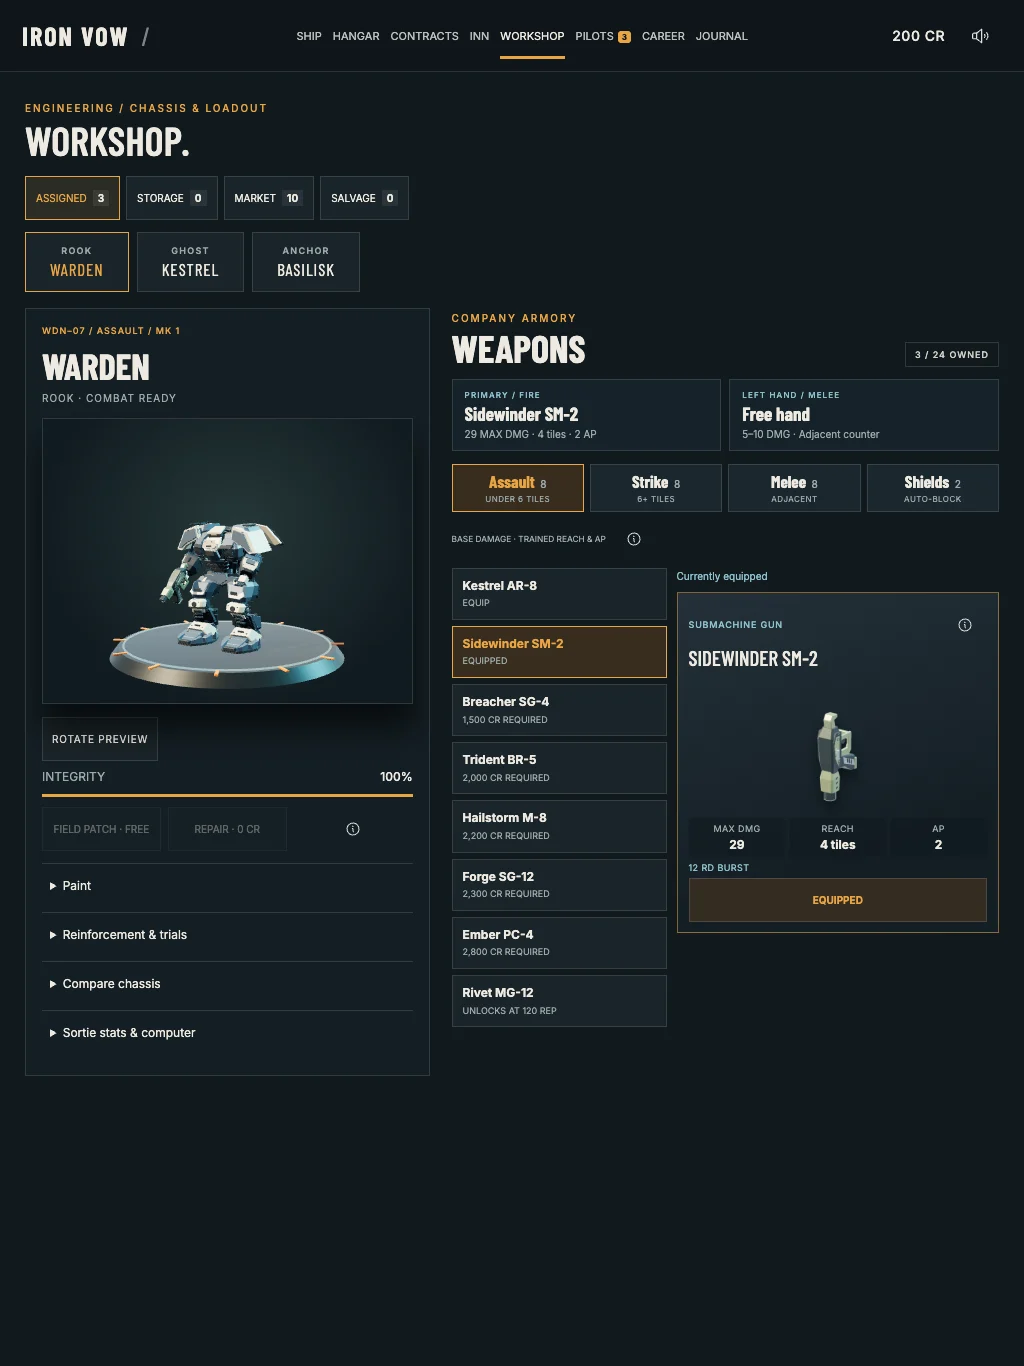 IRON VOW /
SHIP HANGAR CONTRACTS INN WORKSHOP PILOTS 3 CAREER JOURNAL
200 CR
ENGINEERING / CHASSIS & LOADOUT
WORKSHOP.
ASSIGNED 3
STORAGE 0
MARKET 10
SALVAGE 0
ROOK
WARDEN
GHOST
KESTREL
ANCHOR
BASILISK
WDN-07 / ASSAULT / MK 1
WARDEN
ROOK · COMBAT READY
ROTATE PREVIEW
INTEGRITY 100%
FIELD PATCH · FREE
REPAIR · 0 CR
Paint
Reinforcement & trials
Compare chassis
Sortie stats & computer
COMPANY ARMORY
WEAPONS
3 / 24 OWNED
PRIMARY / FIRE
Sidewinder SM-2
29 MAX DMG · 4 tiles · 2 AP
LEFT HAND / MELEE
Free hand
5–10 DMG · Adjacent counter
Assault 8
UNDER 6 TILES
Strike 8
6+ TILES
Melee 8
ADJACENT
Shields 2
AUTO-BLOCK
BASE DAMAGE · TRAINED REACH & AP
Kestrel AR-8
EQUIP
Sidewinder SM-2
EQUIPPED
Breacher SG-4
1,500 CR REQUIRED
Trident BR-5
2,000 CR REQUIRED
Hailstorm M-8
2,200 CR REQUIRED
Forge SG-12
2,300 CR REQUIRED
Ember PC-4
2,800 CR REQUIRED
Rivet MG-12
UNLOCKS AT 120 REP
Currently equipped
SUBMACHINE GUN
SIDEWINDER SM-2
MAX DMG
29
REACH
4 tiles
AP
2
12 RD BURST
EQUIPPED